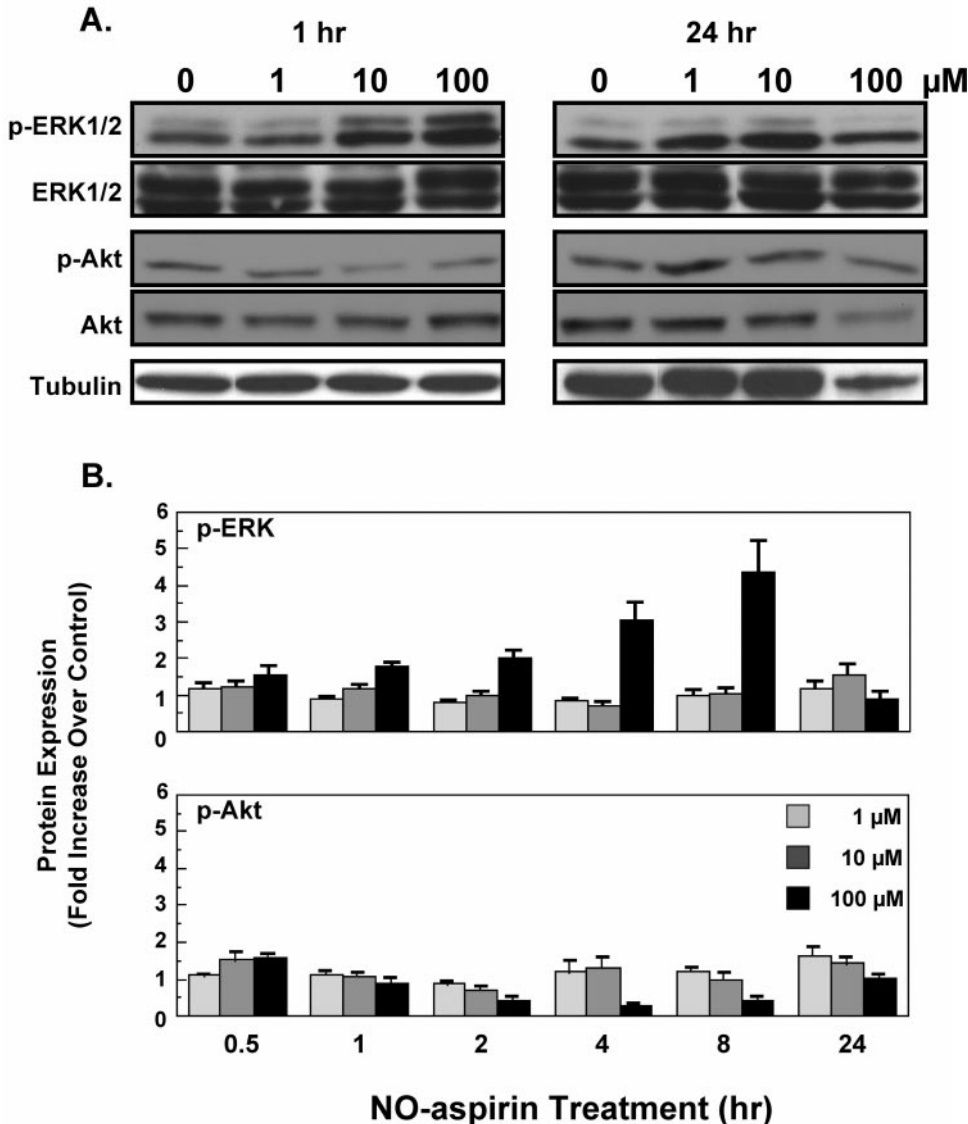 A.
1 hr 24 hr
0 1 10 100 0 1 10 100 µM
p-ERK1/2
ERK1/2
p-Akt
Akt
Tubulin
B.
Protein Expression
(Fold Increase Over Control)
p-ERK
6
5
4
3
2
1
0
p-Akt
6
5
4
3
2
1
0
1 µM
10 µM
100 µM
0.5 1 2 4 8 24
NO-aspirin Treatment (hr)